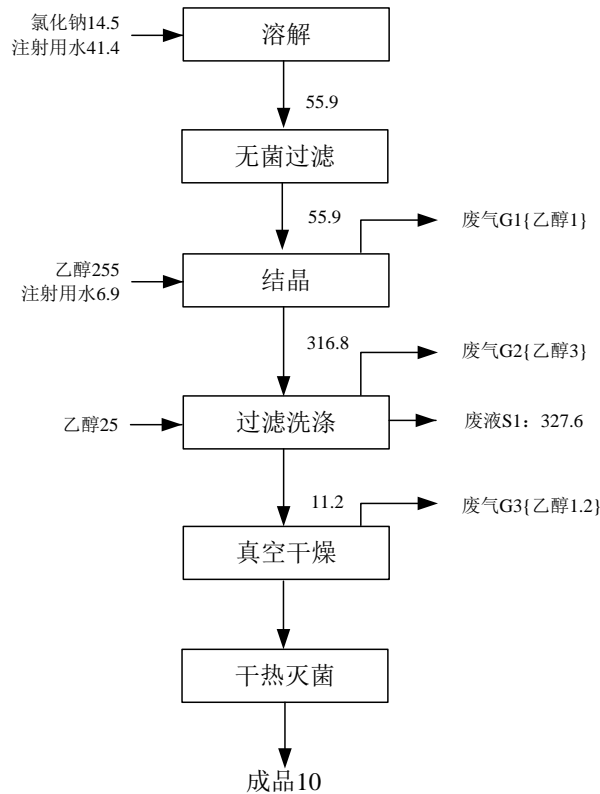 氯化钠14.5
注射用水41.4
溶解
55.9
无菌过滤
55.9
废气G1{乙醇1}
乙醇255
注射用水6.9
结晶
316.8
废气G2{乙醇3}
乙醇25
过滤洗涤
废液S1：327.6
11.2
废气G3{乙醇1.2}
真空干燥
干热灭菌
成品10